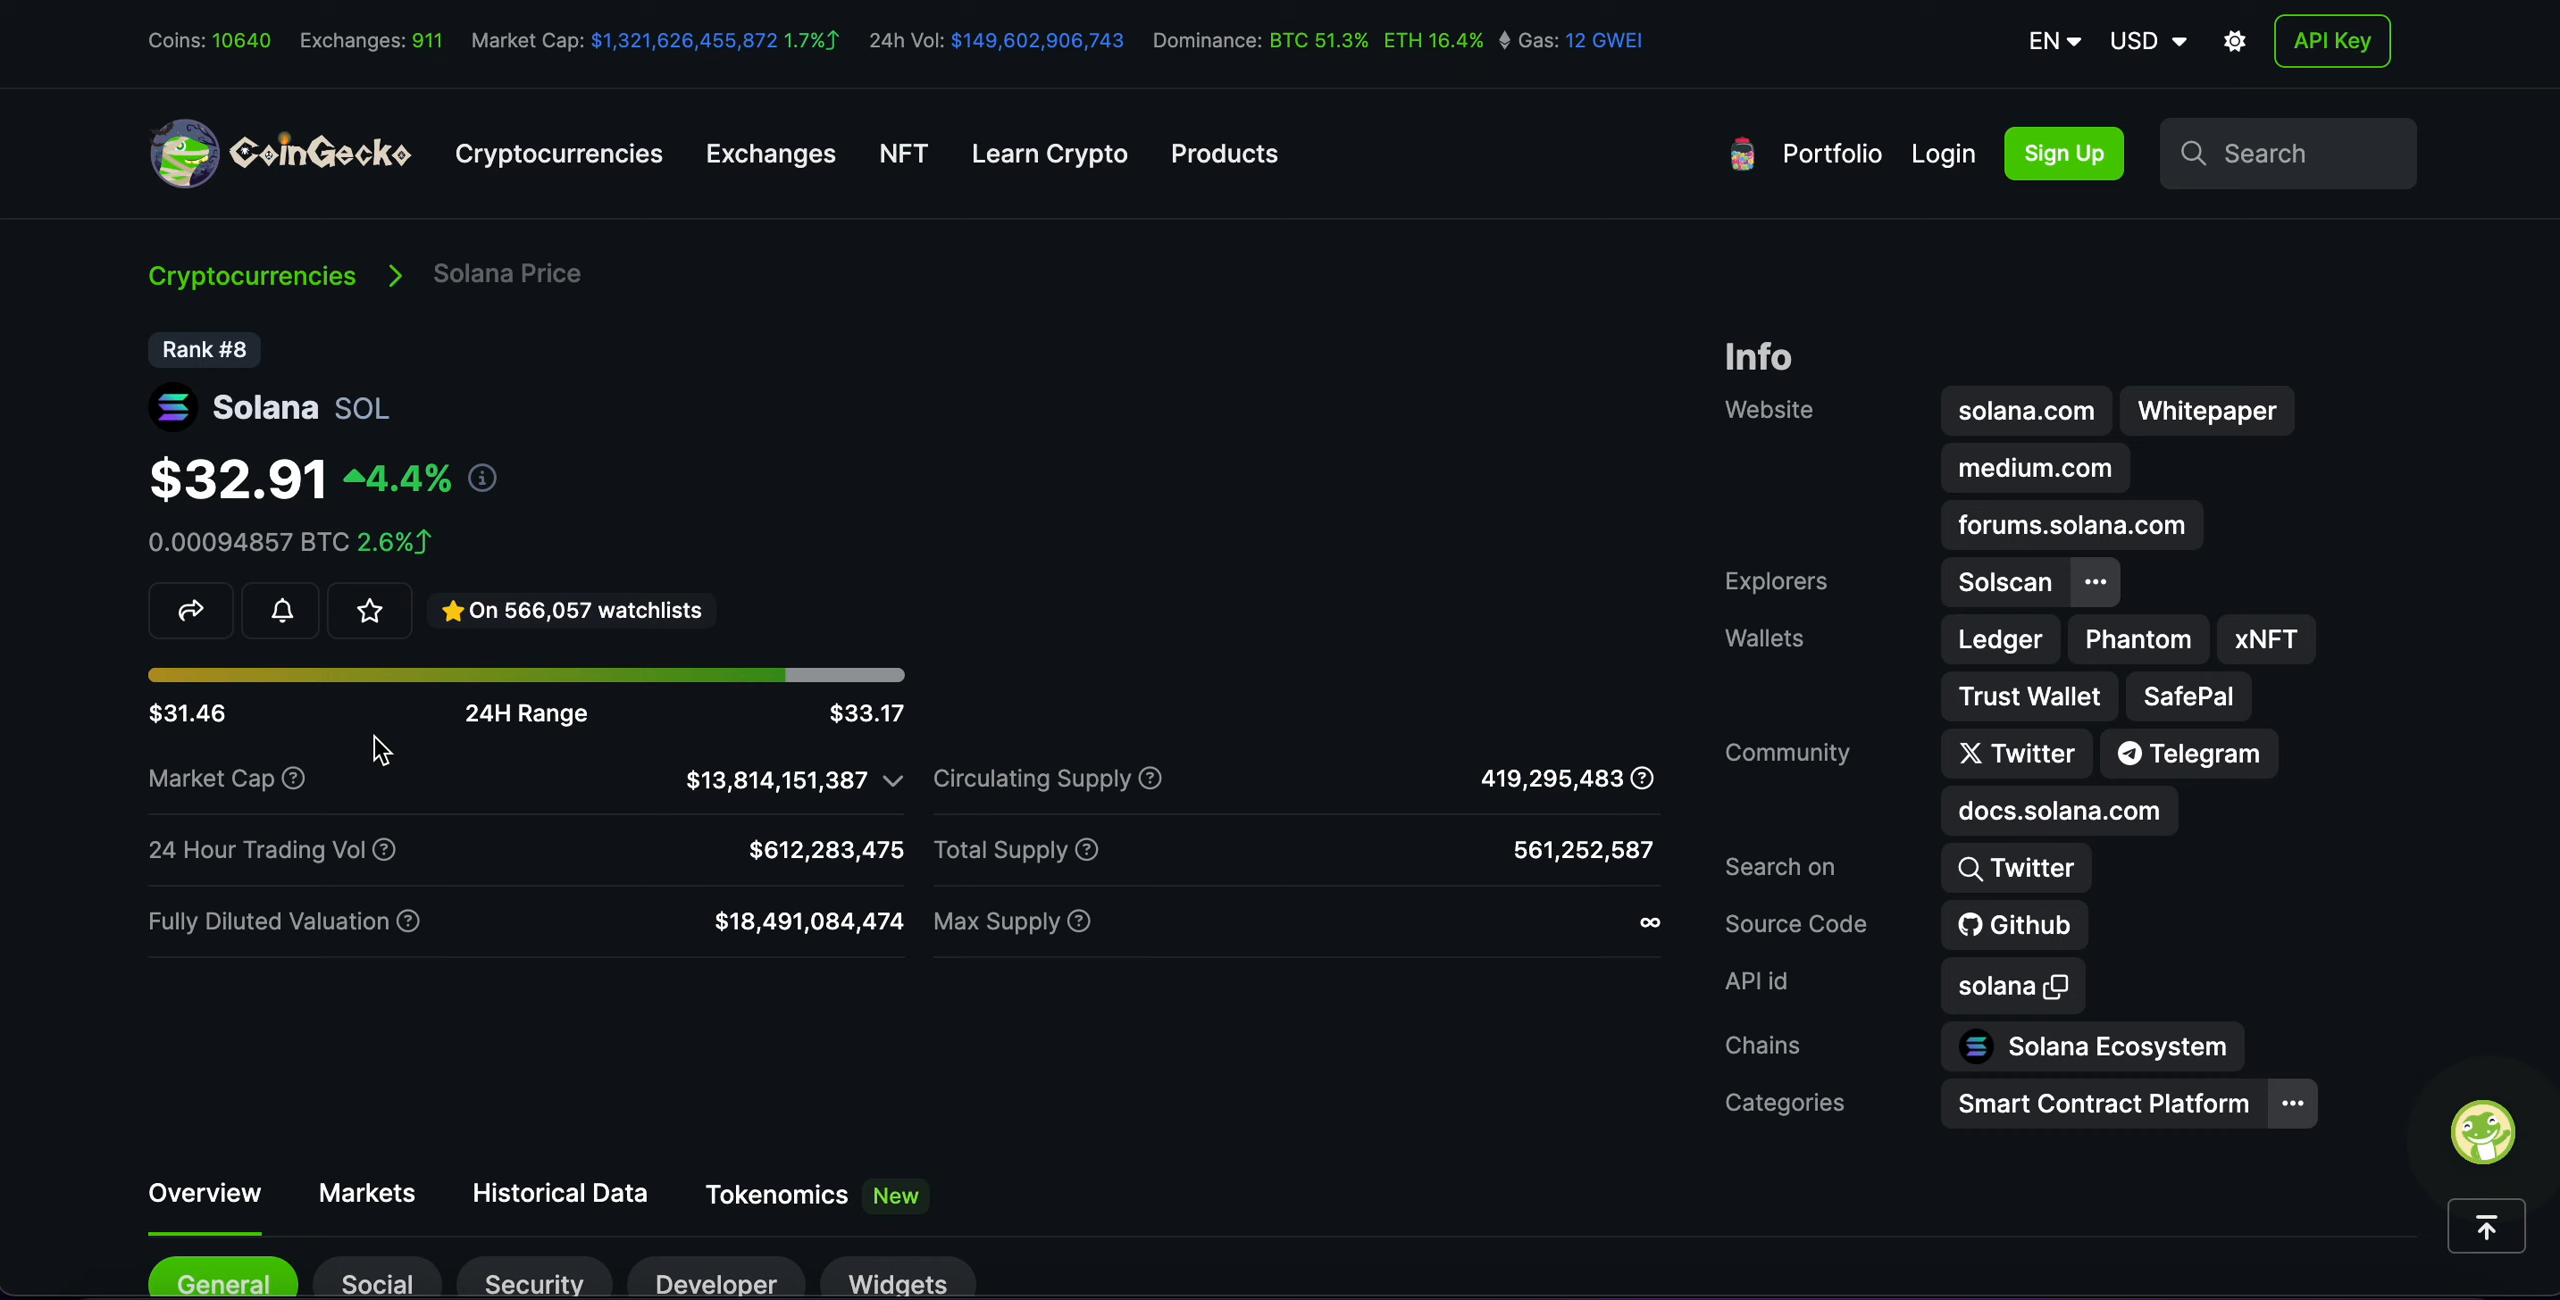 Coins: 10640 Exchanges: 911 Market Cap: $1,321,626,455,872 1.7% 24h Vol: $149,602,906,743 Dominance: BTC 51.3% ETH 16.4% Gas: 12 GWEI EN USD API Key
CoinGecko Cryptocurrencies Exchanges NFT Learn Crypto Products Portfolio Login Sign Up Search
Cryptocurrencies > Solana Price
Rank #8
Solana SOL
$32.91 4.4%
0.00094857 BTC 2.6%
On 566,057 watchlists
$31.46 24H Range $33.17
Market Cap $13,814,151,387
24 Hour Trading Vol $612,283,475
Fully Diluted Valuation $18,491,084,474
Circulating Supply 419,295,483
Total Supply 561,252,587
Max Supply ∞
Info
Website solana.com Whitepaper
medium.com
forums.solana.com
Explorers Solscan ...
Wallets Ledger Phantom xNFT
Trust Wallet SafePal
Community X Twitter Telegram
docs.solana.com
Search on Twitter
Source Code Github
API id solana
Chains Solana Ecosystem
Categories Smart Contract Platform ...
Overview Markets Historical Data Tokenomics New
General Social Security Developer Widgets